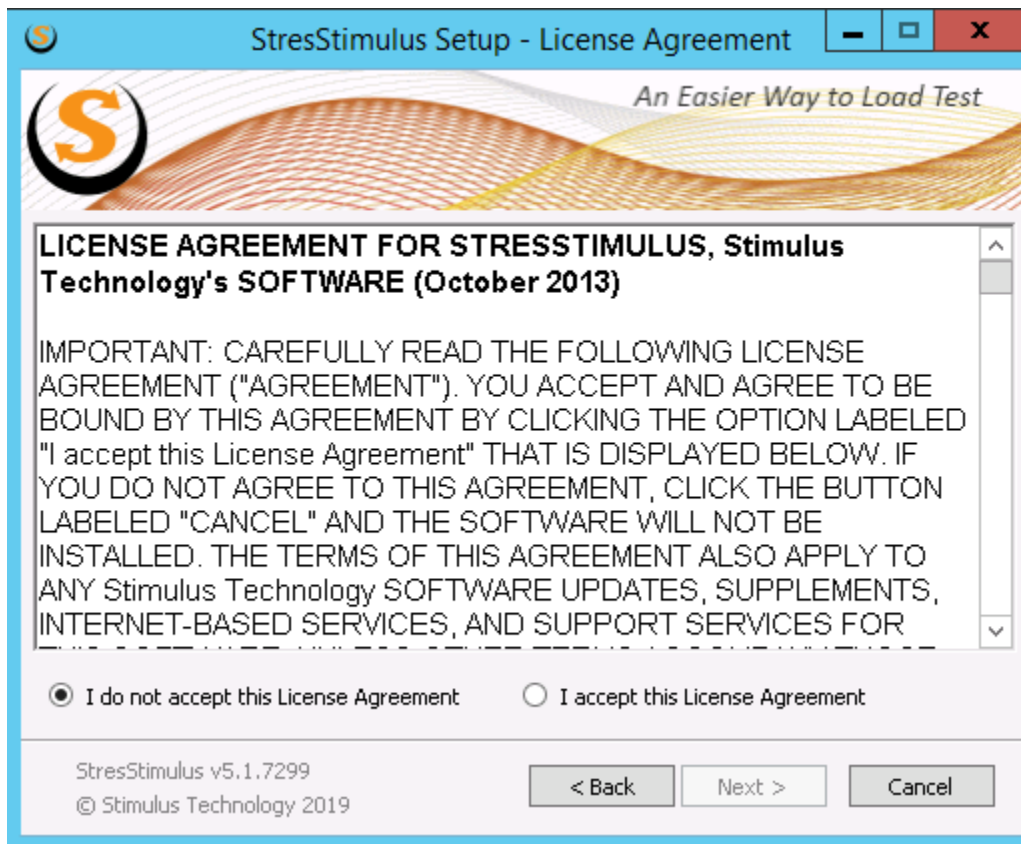 StresStimulus Setup - License Agreement
An Easier Way to Load Test
LICENSE AGREEMENT FOR STRESSTIMULUS, Stimulus
Technology's SOFTWARE (October 2013)
IMPORTANT: CAREFULLY READ THE FOLLOWING LICENSE
AGREEMENT ("AGREEMENT"). YOU ACCEPT AND AGREE TO BE
BOUND BY THIS AGREEMENT BY CLICKING THE OPTION LABELED
"I accept this License Agreement" THAT IS DISPLAYED BELOW. IF
YOU DO NOT AGREE TO THIS AGREEMENT, CLICK THE BUTTON
LABELED "CANCEL" AND THE SOFTWARE WILL NOT BE
INSTALLED. THE TERMS OF THIS AGREEMENT ALSO APPLY TO
ANY Stimulus Technology SOFTWARE UPDATES, SUPPLEMENTS,
INTERNET-BASED SERVICES, AND SUPPORT SERVICES FOR
I do not accept this License Agreement
I accept this License Agreement
StresStimulus v5.1.7299
© Stimulus Technology 2019
< Back
Next >
Cancel